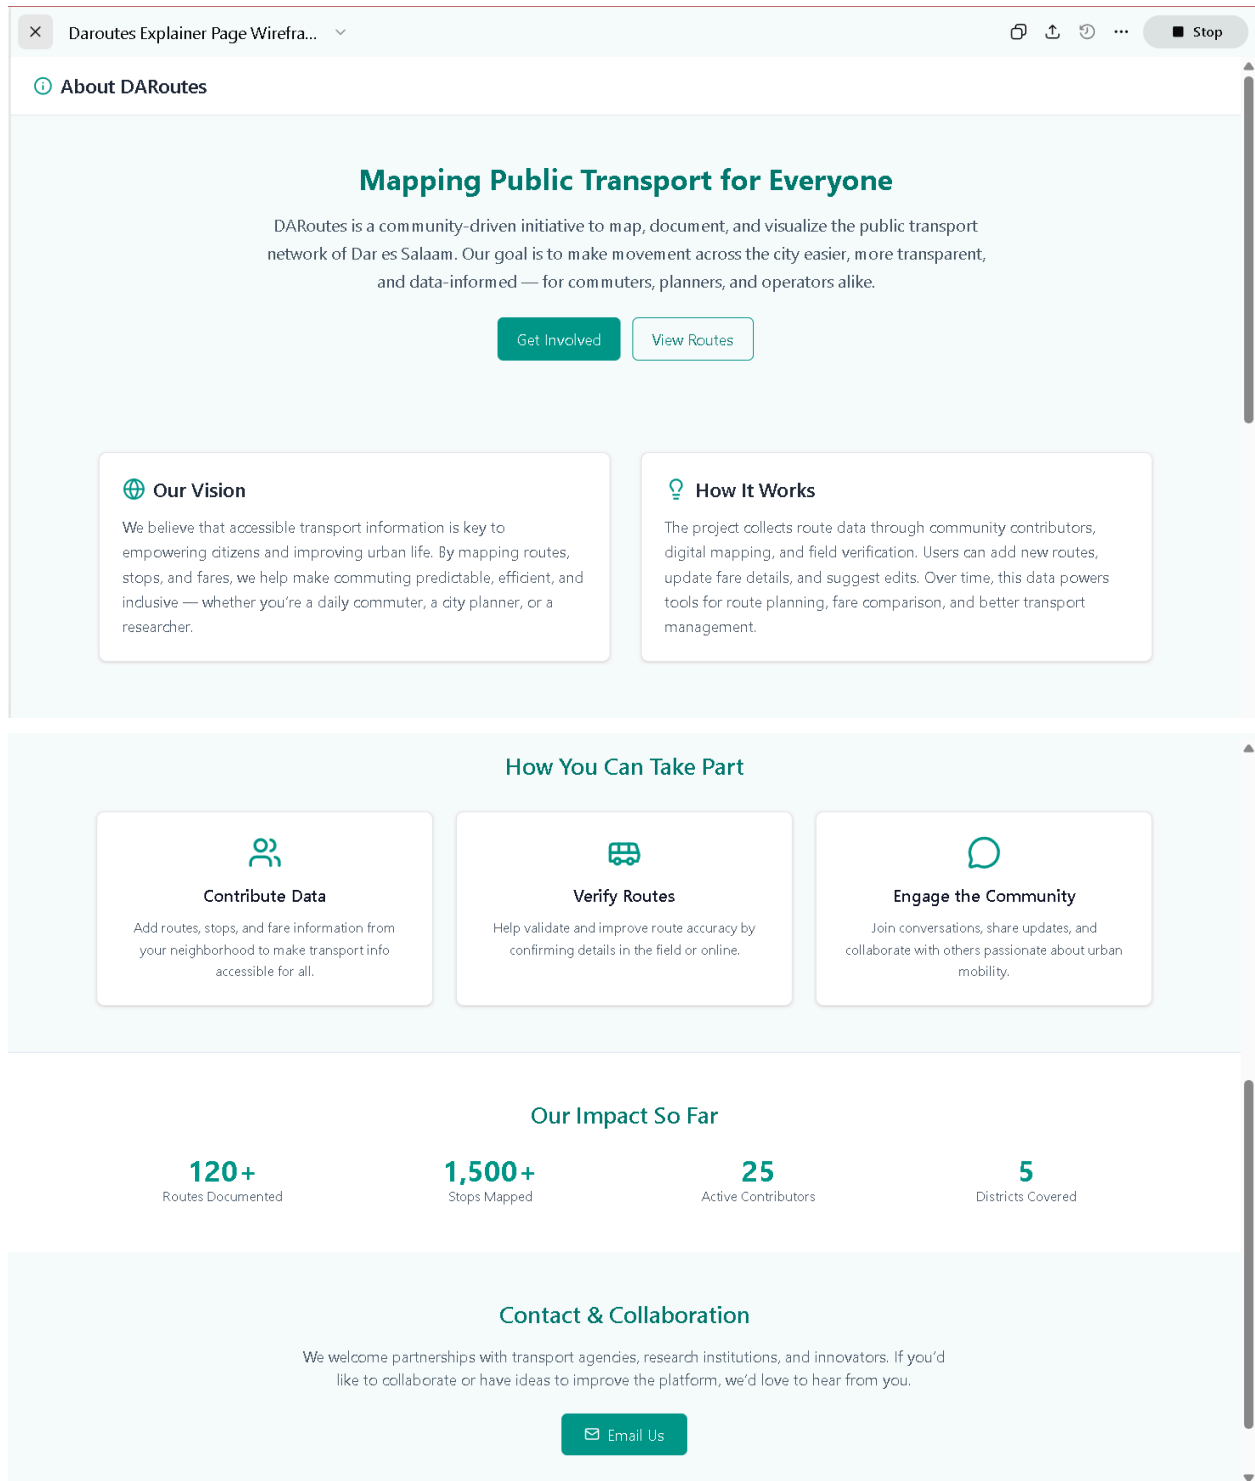 Daroutes Explainer Page Wirefra...
Stop
About DARoutes
Mapping Public Transport for Everyone
DARoutes is a community-driven initiative to map, document, and visualize the public transport
network of Dar es Salaam. Our goal is to make movement across the city easier, more transparent,
and data-informed — for commuters, planners, and operators alike.
Get Involved
View Routes
Our Vision
We believe that accessible transport information is key to
empowering citizens and improving urban life. By mapping routes,
stops, and fares, we help make commuting predictable, efficient, and
inclusive — whether you're a daily commuter, a city planner, or a
researcher.
How It Works
The project collects route data through community contributors,
digital mapping, and field verification. Users can add new routes,
update fare details, and suggest edits. Over time, this data powers
tools for route planning, fare comparison, and better transport
management.
How You Can Take Part
Contribute Data
Add routes, stops, and fare information from
your neighborhood to make transport info
accessible for all.
Verify Routes
Help validate and improve route accuracy by
confirming details in the field or online.
Engage the Community
Join conversations, share updates, and
collaborate with others passionate about urban
mobility.
Our Impact So Far
120+
Routes Documented
1,500+
Stops Mapped
25
Active Contributors
5
Districts Covered
Contact & Collaboration
We welcome partnerships with transport agencies, research institutions, and innovators. If you'd
like to collaborate or have ideas to improve the platform, we'd love to hear from you.
Email Us